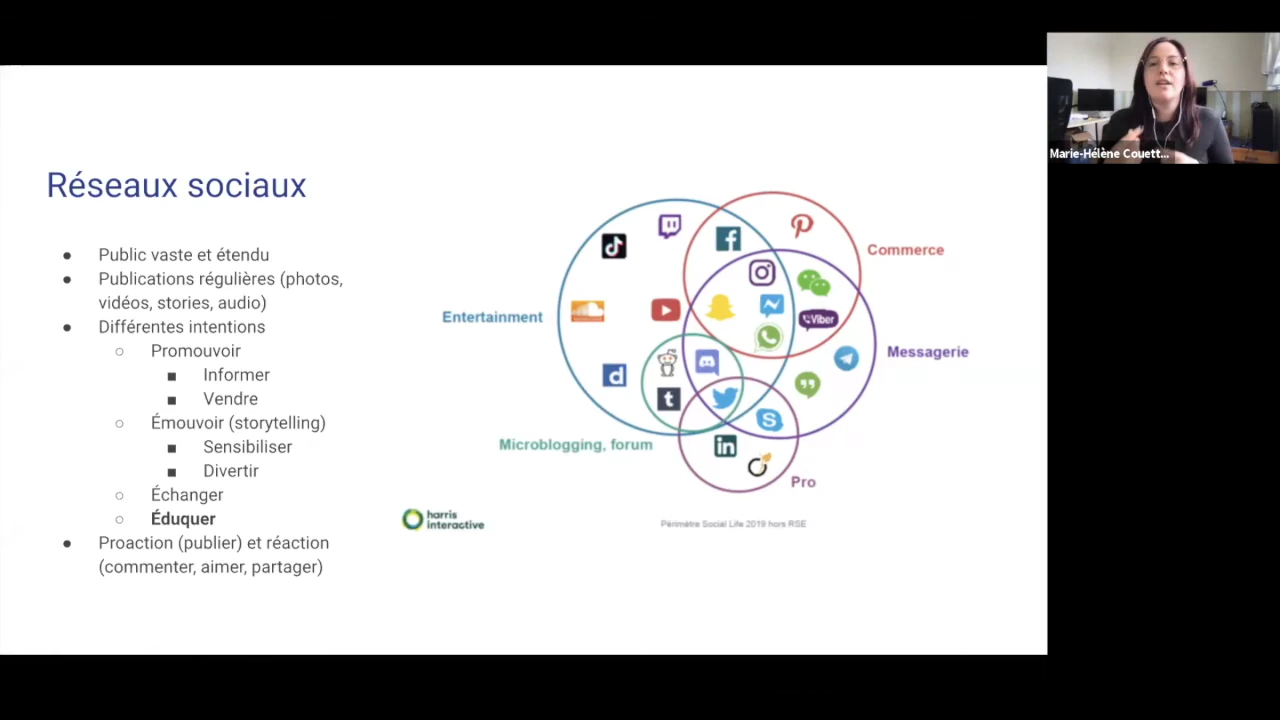 Marie-Hélène Couett...
Réseaux sociaux
● Public vaste et étendu
● Publications régulières (photos,
vidéos, stories, audio)
● Différentes intentions
○ Promouvoir
■ Informer
■ Vendre
○ Émouvoir (storytelling)
■ Sensibiliser
■ Divertir
○ Échanger
○ Éduquer
● Proaction (publier) et réaction
(commenter, aimer, partager)
Commerce
Entertainment
Viber
Messagerie
Microblogging, forum
in
Pro
harris
interactive
Périmètre Social Life 2019 hors RSE